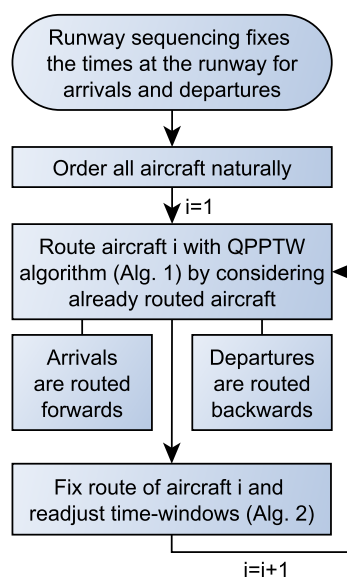 Runway sequencing fixes
the times at the runway for
arrivals and departures
Order all aircraft naturally
i=1
Route aircraft i with QPPTW
algorithm (Alg. 1) by considering
already routed aircraft
Arrivals
are routed
forwards
Departures
are routed
backwards
Fix route of aircraft i and
readjust time-windows (Alg. 2)
i=i+1